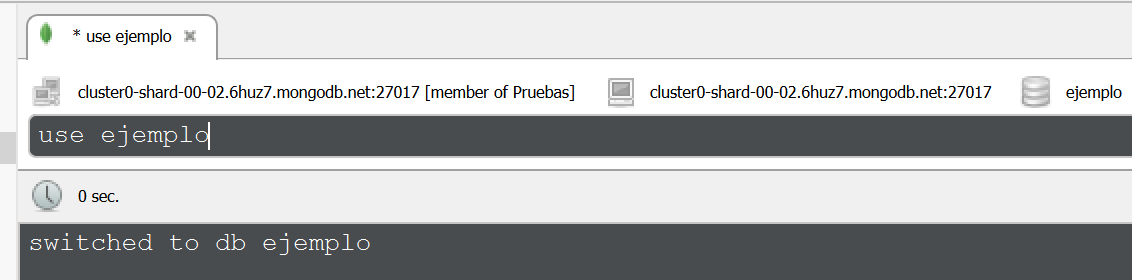 * use ejemplo
cluster0-shard-00-02.6huz7.mongodb.net:27017 [member of Pruebas] cluster0-shard-00-02.6huz7.mongodb.net:27017 ejemplo
use ejemplo
0 sec.
switched to db ejemplo